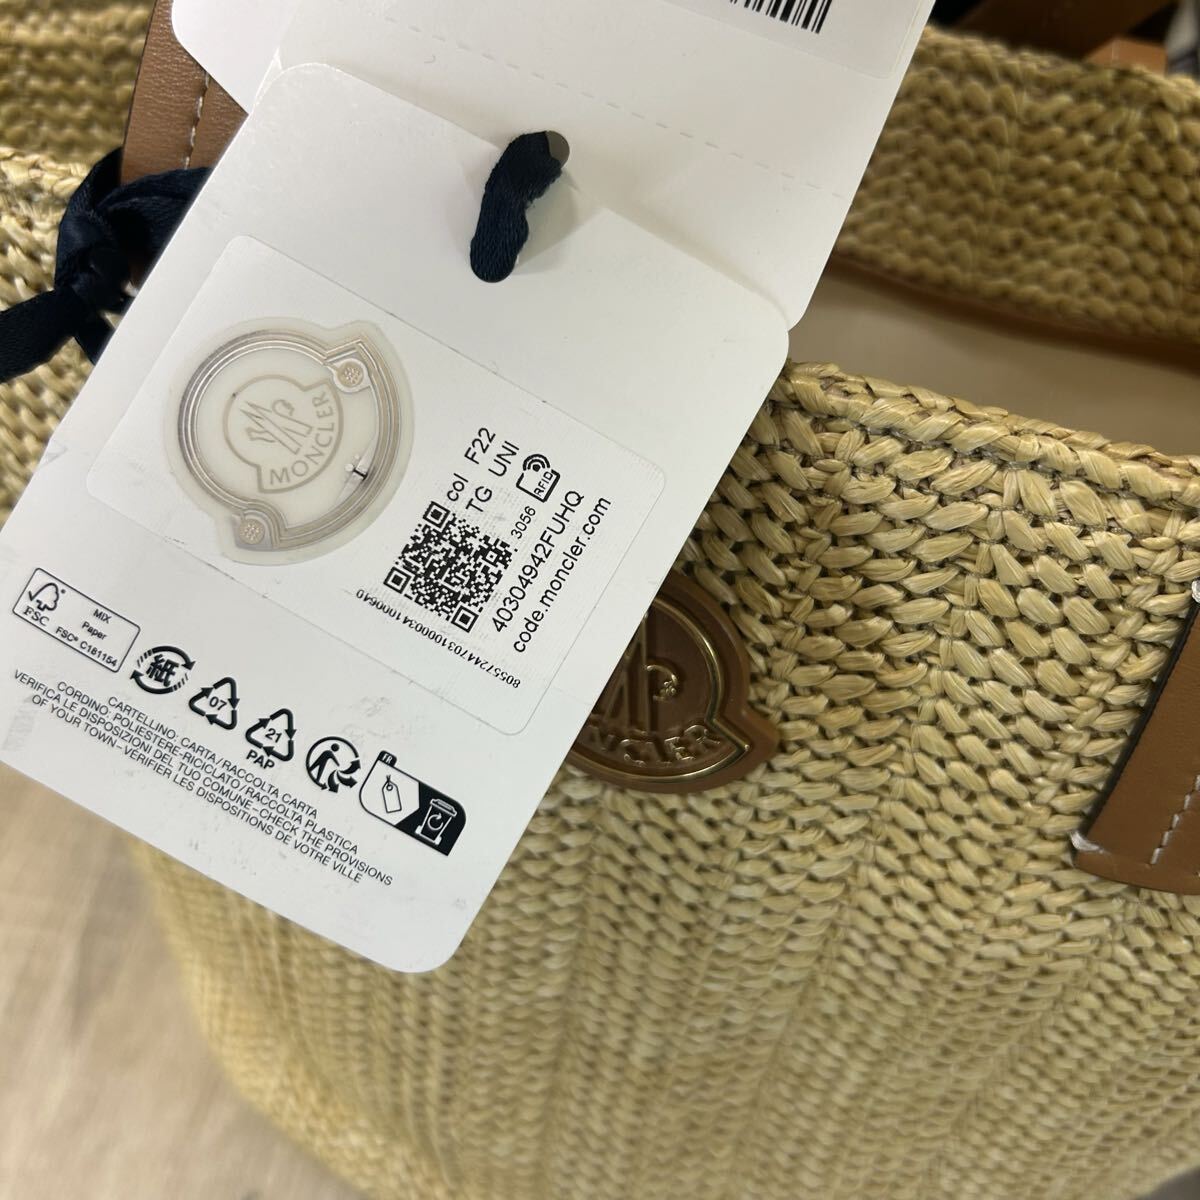 MONCLER
col F22
TG UNI
3056
RFID
40304942FUHQ
code.moncler.com
8055724470310000341000640
FSC
MIX
Paper
FSC® C181154
紙
07
21
PAP
FR
CARTELLINO: CARTA/RACCOLTA CARTA
CORDINO: POLIESTERE-RICICLATO/RACCOLTA PLASTICA
VERIFICA LE DISPOSIZIONI DEL TUO COMUNE-CHECK THE PROVISIONS
OF YOUR TOWN-VÉRIFIER LES DISPOSITIONS DE VOTRE VILLE
MONCLER